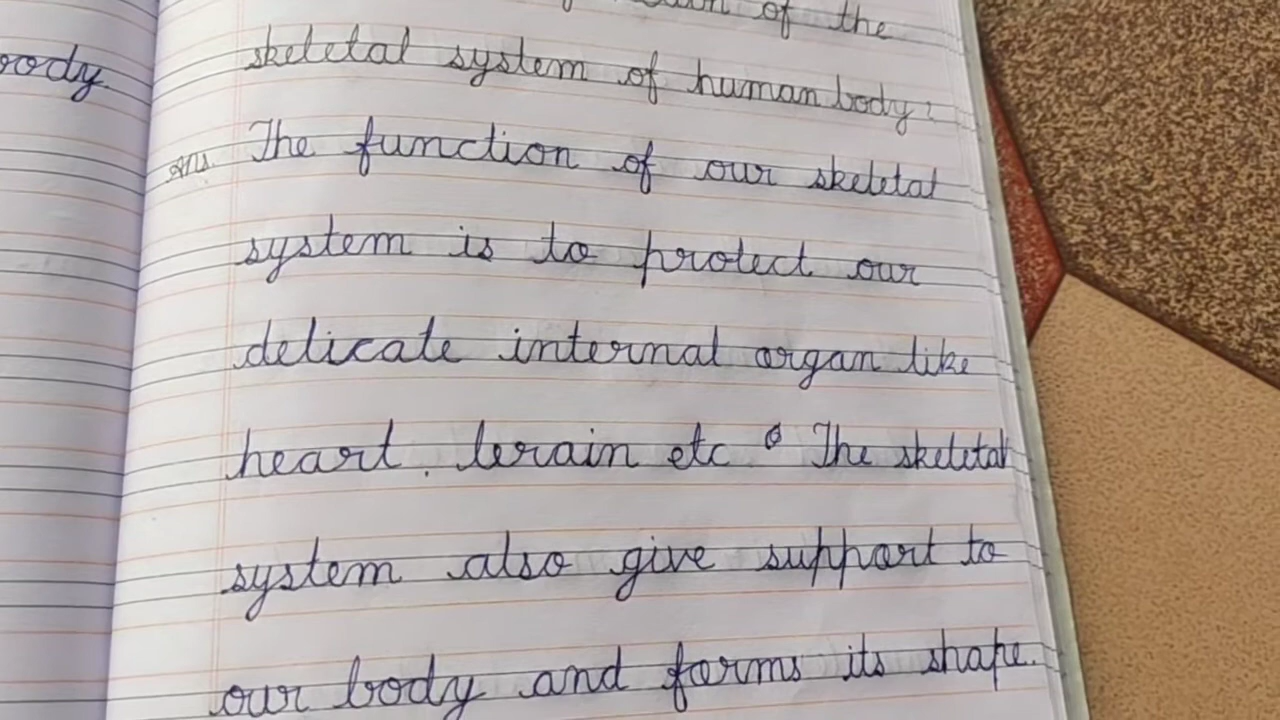 body.
of the
skeletal system of human body?
Ans. The function of our skeletal
system is to protect our
delicate internal organ like
heart, brain etc. The skeletal
system also give support to
our body and forms its shape.